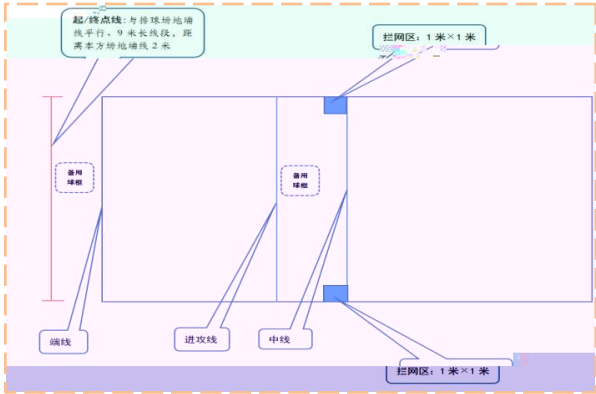 起/终点线：与排球场地端
线平行、9 米长线段，距
离本方场地端线 2 米
拦网区：1 米×1 米
备用
球框
备用
球框
端线
进攻线
中线
拦网区：1 米×1 米